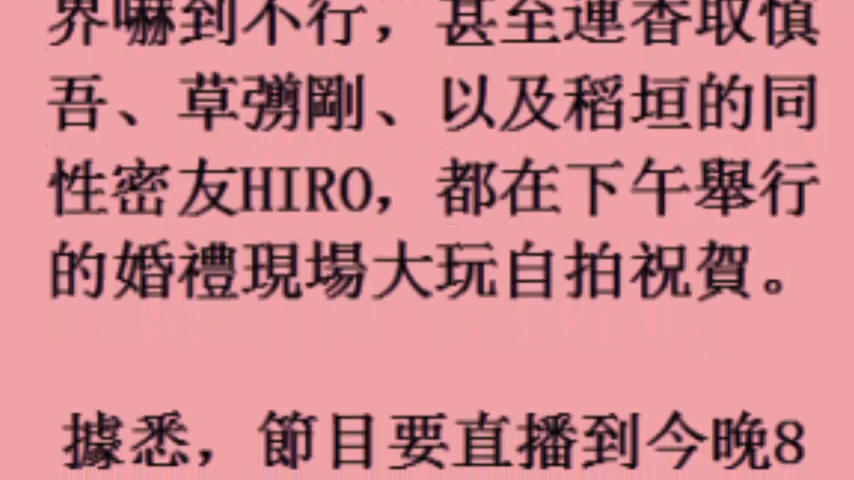 界嚇到不行，甚至連香取慎
吾、草彅剛、以及稻垣的同
性密友HIRO，都在下午舉行
的婚禮現場大玩自拍祝賀。
據悉，節目要直播到今晚8